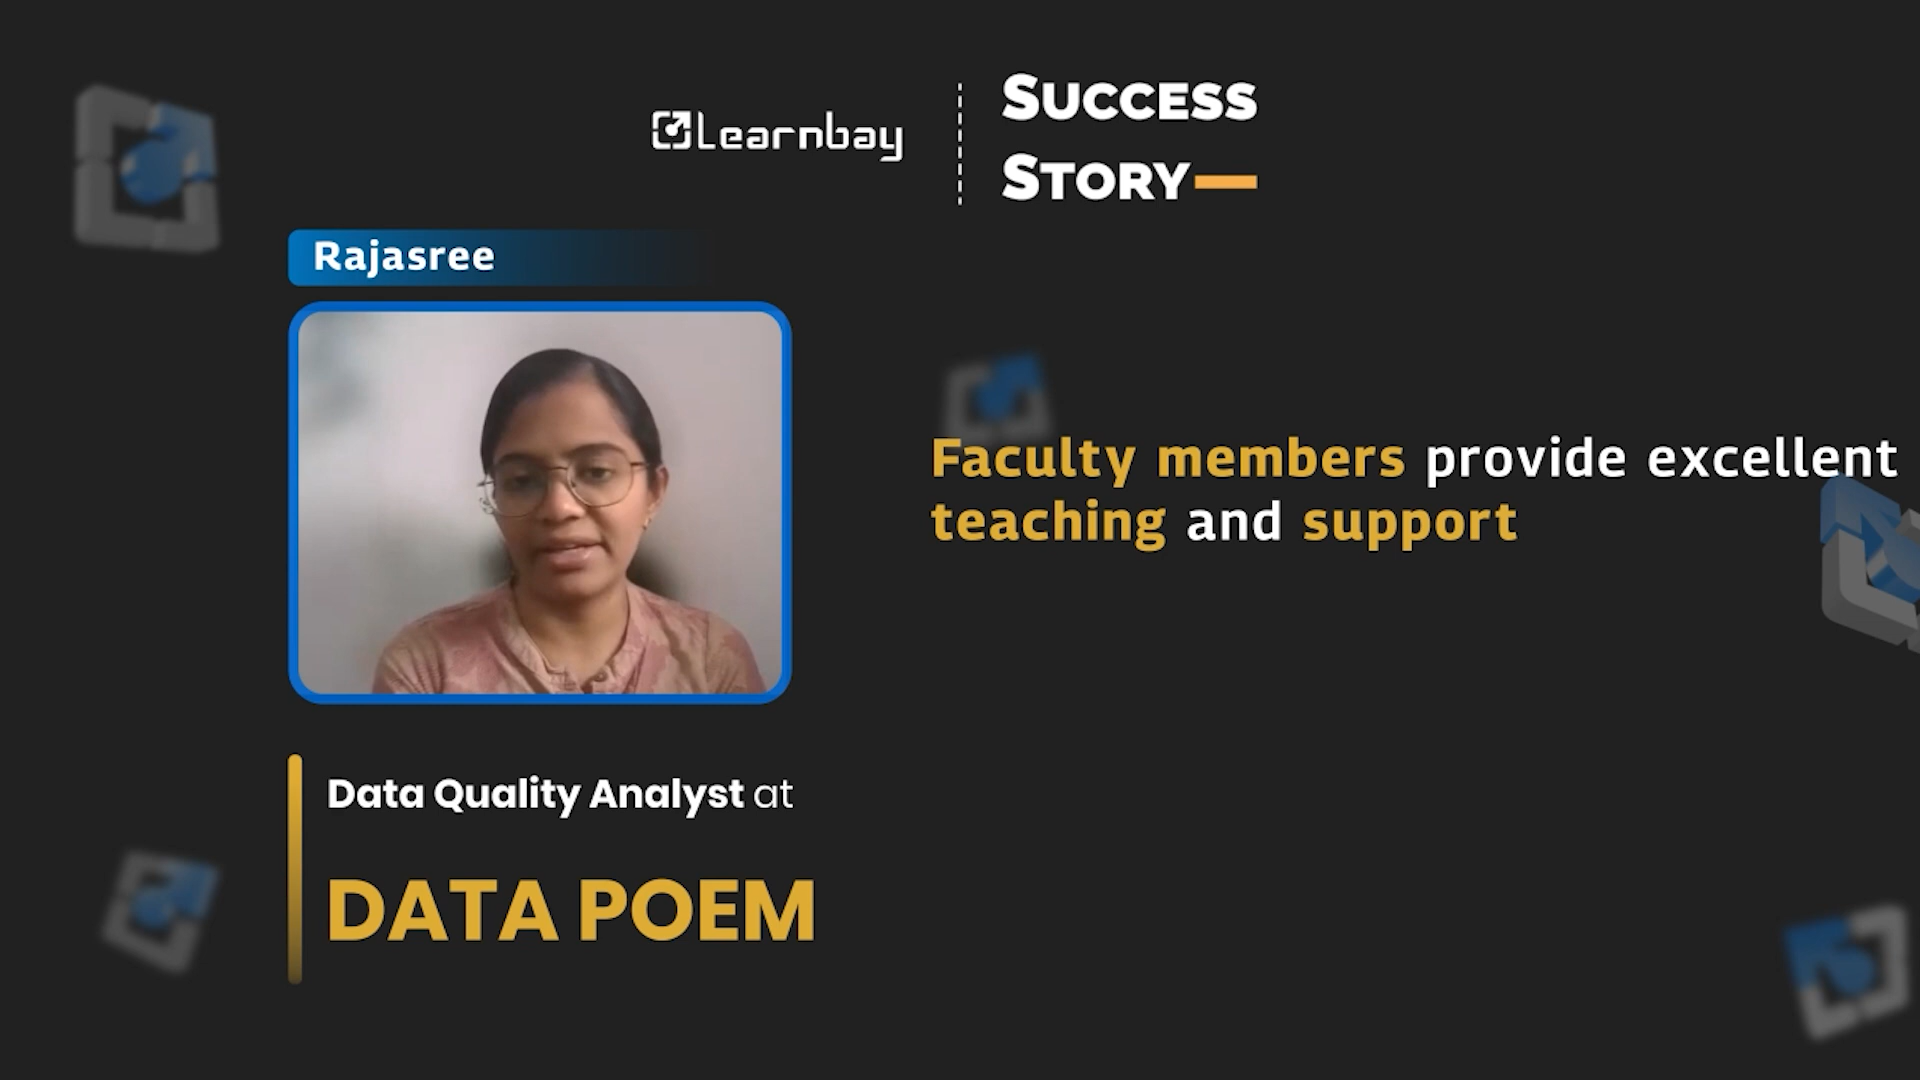 Learnbay
SUCCESS
STORY
Rajasree
Faculty members provide excellent
teaching and support
Data Quality Analyst at
DATA POEM